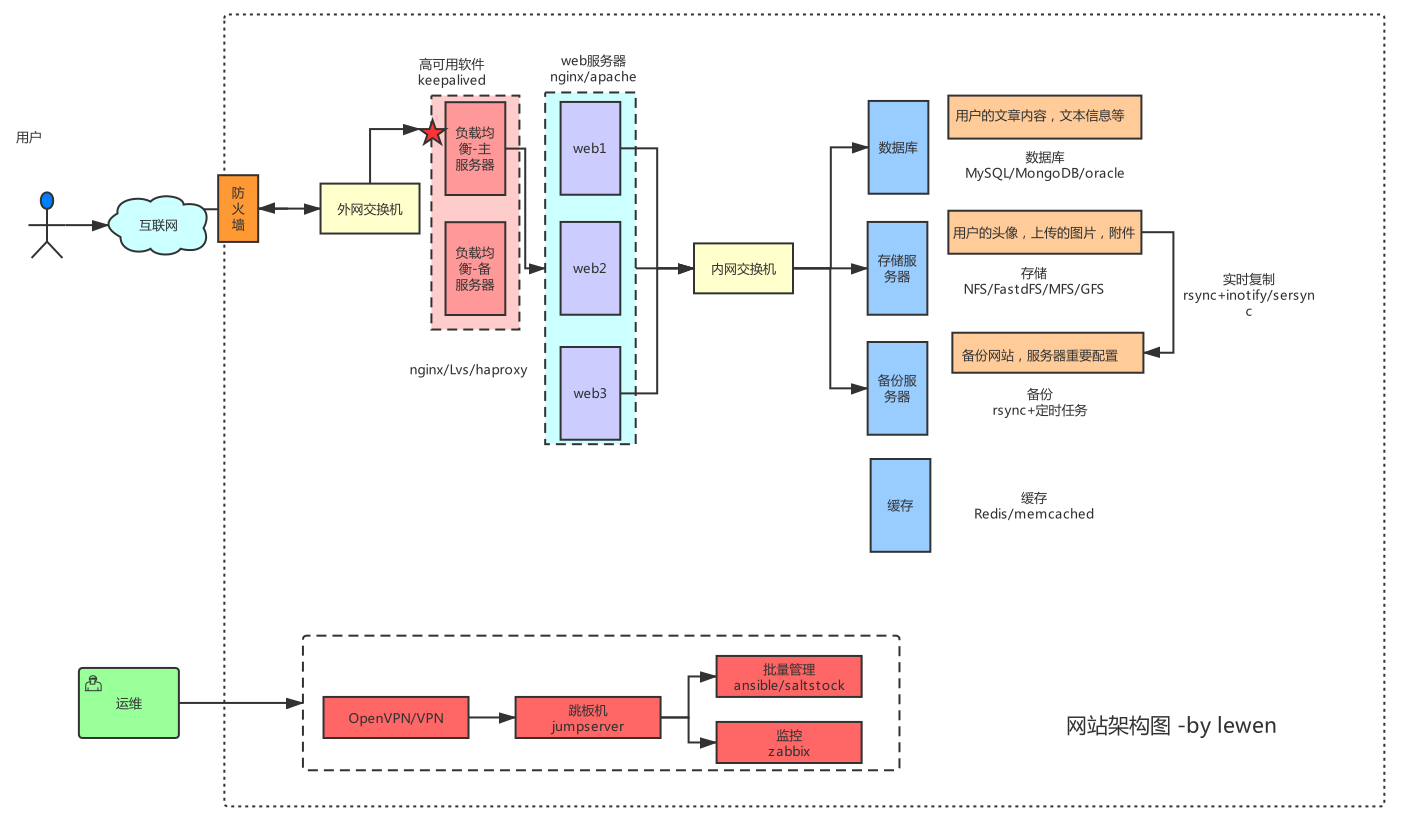 用户
互联网
防
火
墙
外网交换机
高可用软件
keepalived
负载均
衡-主
服务器
负载均
衡-备
服务器
nginx/Lvs/haproxy
web服务器
nginx/apache
web1
web2
web3
内网交换机
数据库
用户的文章内容，文本信息等
数据库
MySQL/MongoDB/oracle
存储服
务器
用户的头像，上传的图片，附件
存储
NFS/FastdFS/MFS/GFS
实时复制
rsync+inotify/sersyn
c
备份服
务器
备份网站，服务器重要配置
备份
rsync+定时任务
缓存
缓存
Redis/memcached
运维
OpenVPN/VPN
跳板机
jumpserver
批量管理
ansible/saltstock
监控
zabbix
网站架构图 -by lewen